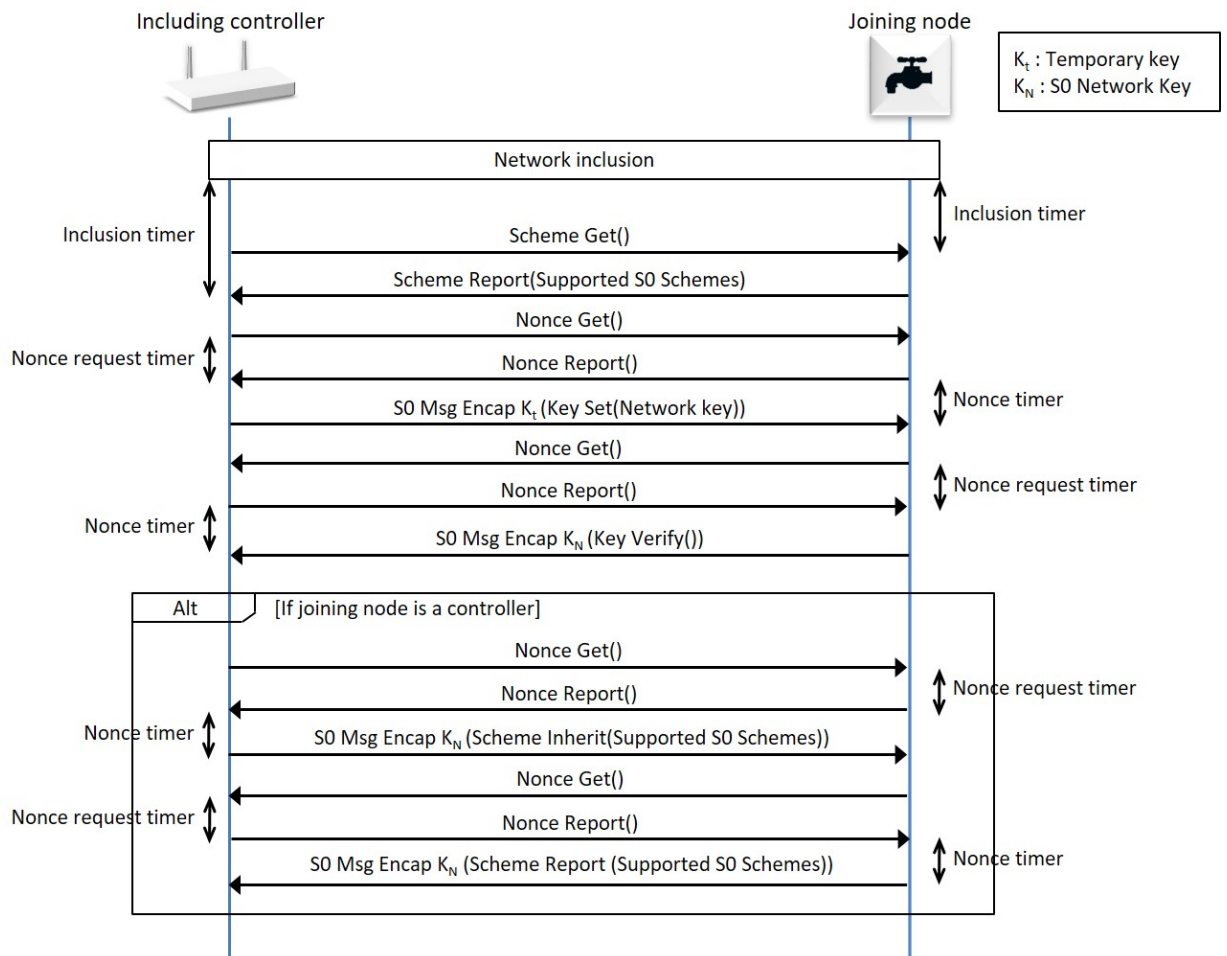 Including controller
Joining node
Kt : Temporary key
KN : S0 Network Key
Network inclusion
Inclusion timer
Inclusion timer
Scheme Get()
Scheme Report(Supported S0 Schemes)
Nonce Get()
Nonce request timer
Nonce Report()
Nonce timer
S0 Msg Encap Kt (Key Set(Network key))
Nonce Get()
Nonce request timer
Nonce Report()
Nonce timer
S0 Msg Encap KN (Key Verify())
Alt
[If joining node is a controller]
Nonce Get()
Nonce request timer
Nonce Report()
Nonce timer
S0 Msg Encap KN (Scheme Inherit(Supported S0 Schemes))
Nonce Get()
Nonce request timer
Nonce Report()
Nonce timer
S0 Msg Encap KN (Scheme Report (Supported S0 Schemes))